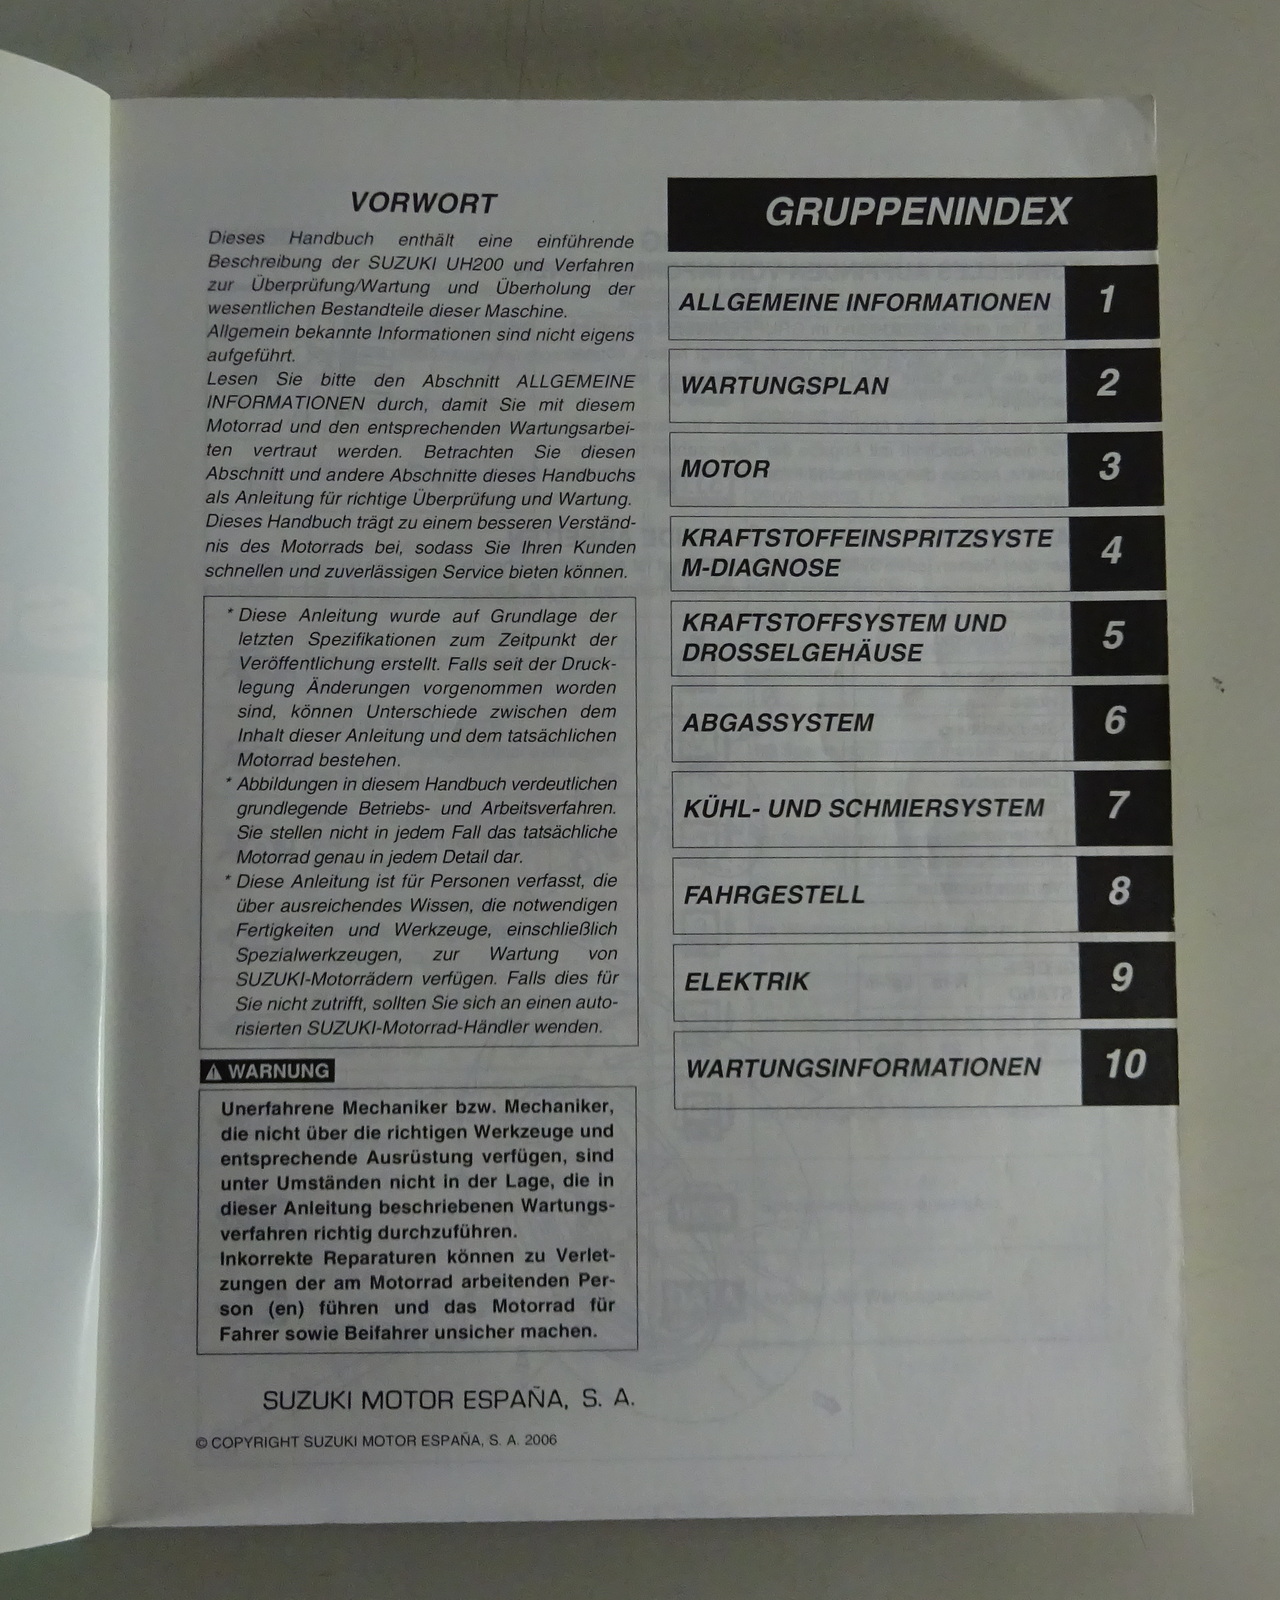 VORWORT
Dieses Handbuch enthält eine einführende
Beschreibung der SUZUKI UH200 und Verfahren
zur Überprüfung/Wartung und Überholung der
wesentlichen Bestandteile dieser Maschine.
Allgemein bekannte Informationen sind nicht eigens
aufgeführt.
Lesen Sie bitte den Abschnitt ALLGEMEINE
INFORMATIONEN durch, damit Sie mit diesem
Motorrad und den entsprechenden Wartungsarbei-
ten vertraut werden. Betrachten Sie diesen
Abschnitt und andere Abschnitte dieses Handbuchs
als Anleitung für richtige Überprüfung und Wartung.
Dieses Handbuch trägt zu einem besseren Verständ-
nis des Motorrads bei, sodass Sie Ihren Kunden
schnellen und zuverlässigen Service bieten können.
* Diese Anleitung wurde auf Grundlage der
letzten Spezifikationen zum Zeitpunkt der
Veröffentlichung erstellt. Falls seit der Druck-
legung Änderungen vorgenommen worden
sind, können Unterschiede zwischen dem
Inhalt dieser Anleitung und dem tatsächlichen
Motorrad bestehen.
* Abbildungen in diesem Handbuch verdeutlichen
grundlegende Betriebs- und Arbeitsverfahren.
Sie stellen nicht in jedem Fall das tatsächliche
Motorrad genau in jedem Detail dar.
* Diese Anleitung ist für Personen verfasst, die
über ausreichendes Wissen, die notwendigen
Fertigkeiten und Werkzeuge, einschließlich
Spezialwerkzeugen, zur Wartung von
SUZUKI-Motorrädern verfügen. Falls dies für
Sie nicht zutrifft, sollten Sie sich an einen auto-
risierten SUZUKI-Motorrad-Händler wenden.
⚠ WARNUNG
Unerfahrene Mechaniker bzw. Mechaniker,
die nicht über die richtigen Werkzeuge und
entsprechende Ausrüstung verfügen, sind
unter Umständen nicht in der Lage, die in
dieser Anleitung beschriebenen Wartungs-
verfahren richtig durchzuführen.
Inkorrekte Reparaturen können zu Verlet-
zungen der am Motorrad arbeitenden Per-
son (en) führen und das Motorrad für
Fahrer sowie Beifahrer unsicher machen.
SUZUKI MOTOR ESPAÑA, S. A.
© COPYRIGHT SUZUKI MOTOR ESPAÑA, S. A. 2006
GRUPPENINDEX
ALLGEMEINE INFORMATIONEN 1
WARTUNGSPLAN 2
MOTOR 3
KRAFTSTOFFEINSPRITZSYSTE
M-DIAGNOSE 4
KRAFTSTOFFSYSTEM UND
DROSSELGEHÄUSE 5
ABGASSYSTEM 6
KÜHL- UND SCHMIERSYSTEM 7
FAHRGESTELL 8
ELEKTRIK 9
WARTUNGSINFORMATIONEN 10